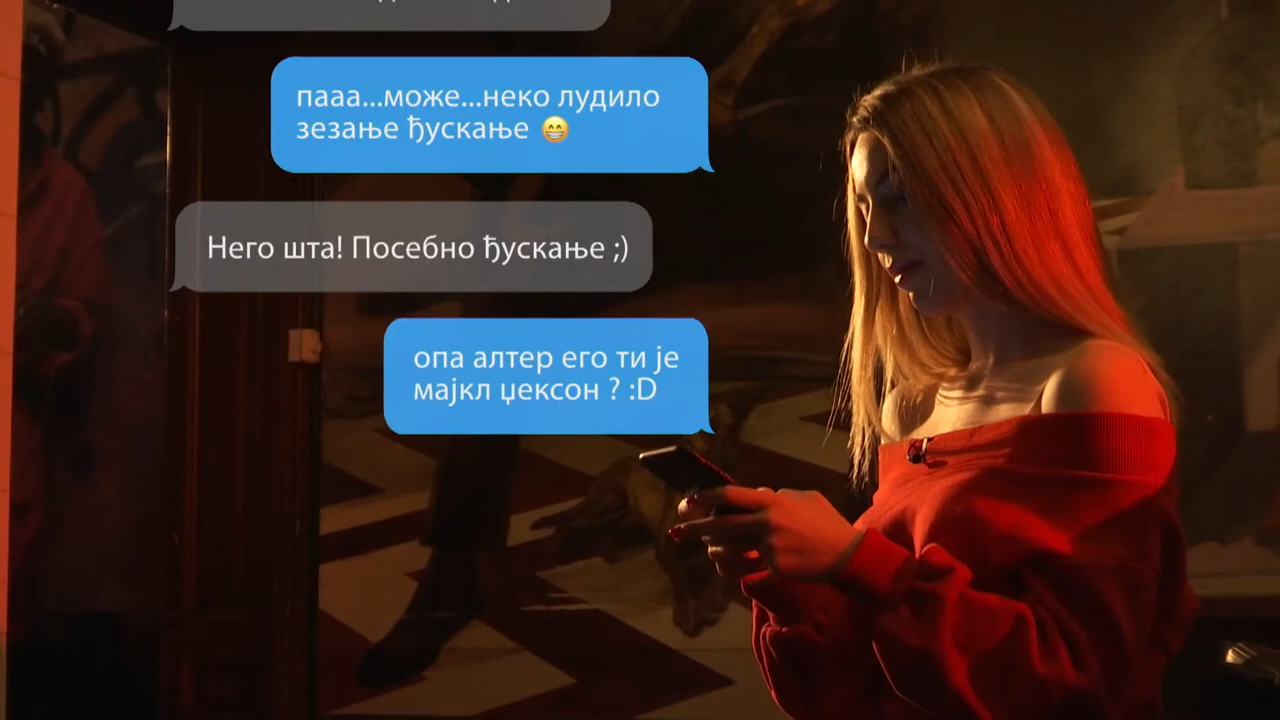 пааа...може...неко лудило
зезање ђускање 😁
Него шта! Посебно ђускање ;)
опа алтер его ти је
мајкл џексон ? :D